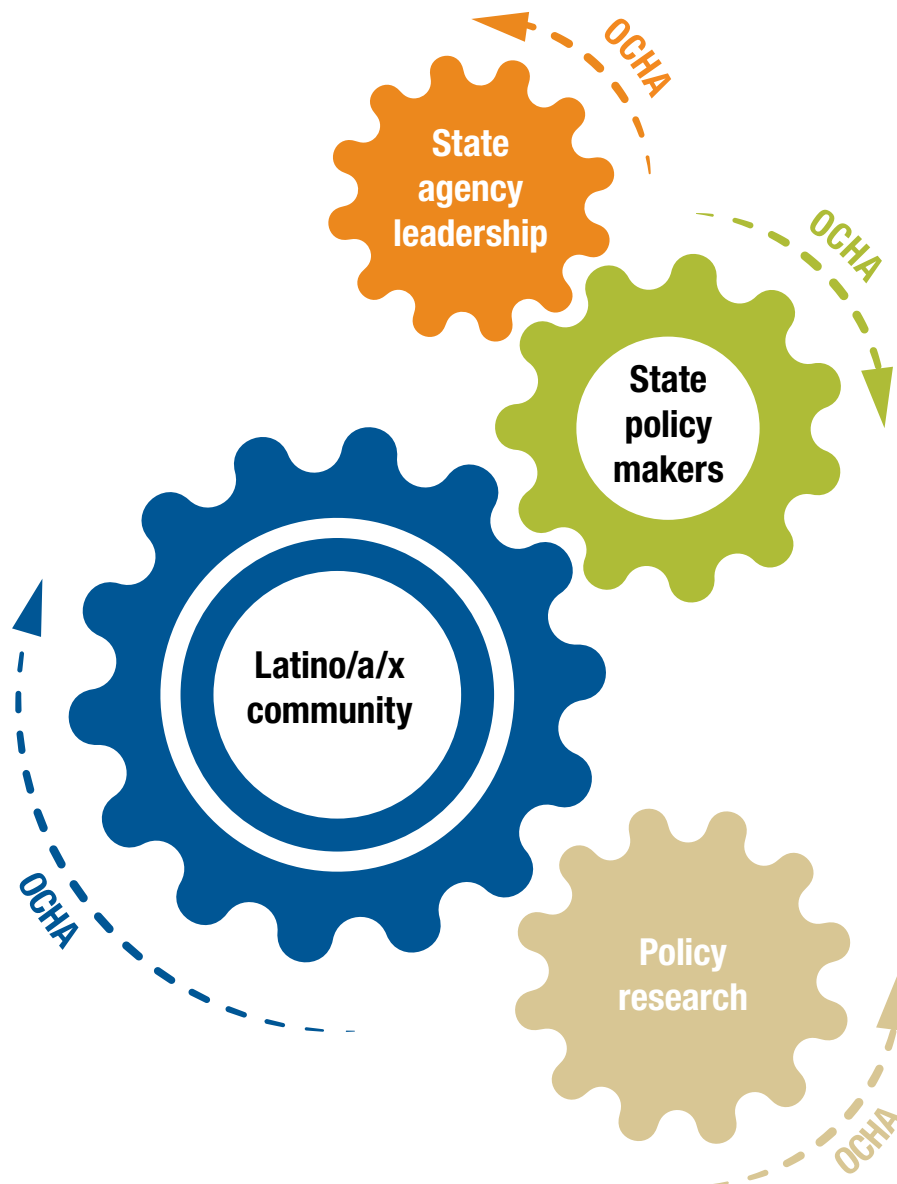 OCHA
State
agency
leadership
OCHA
State
policy
makers
Latino/a/x
community
OCHA
Policy
research
OCHA